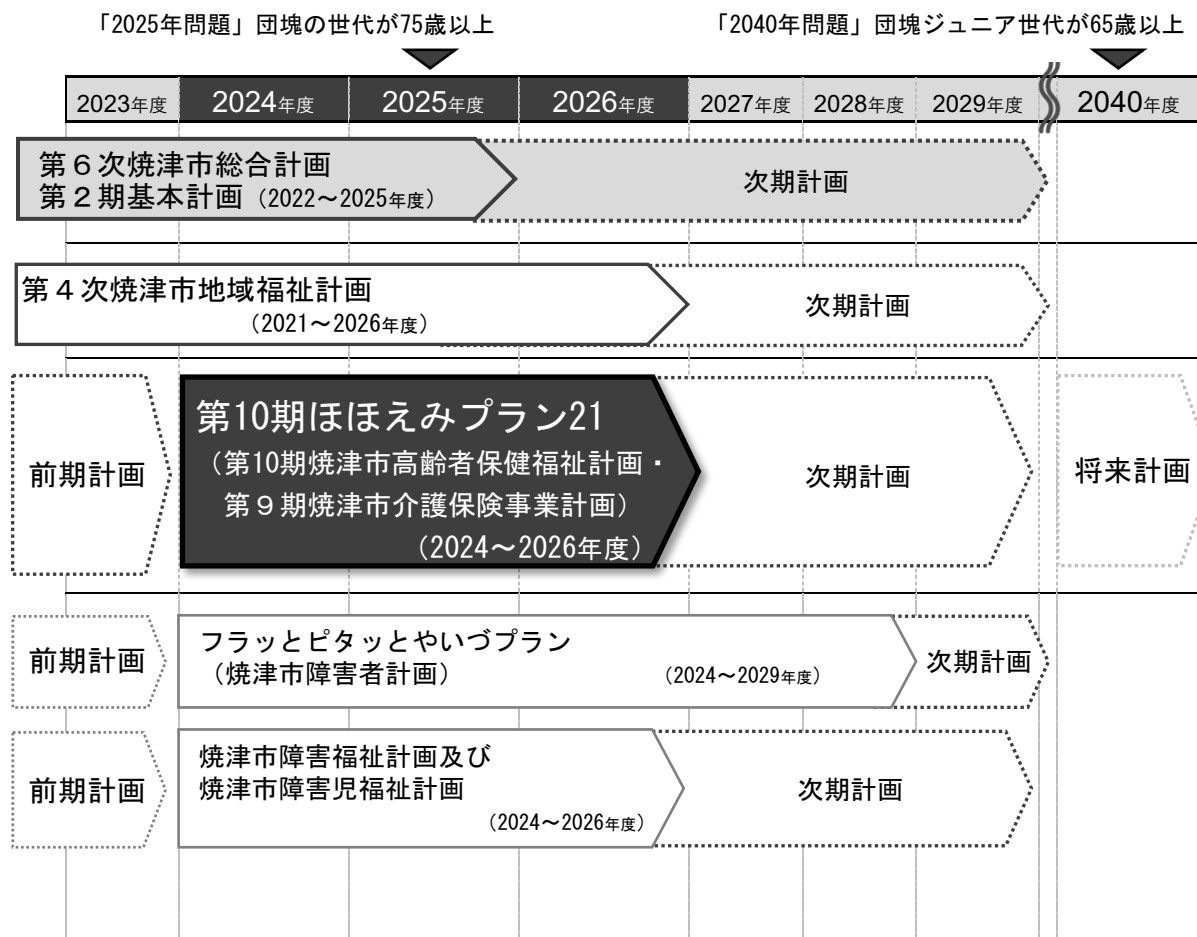 「2025年問題」団塊の世代が75歳以上
「2040年問題」団塊ジュニア世代が65歳以上
2023年度
2024年度
2025年度
2026年度
2027年度
2028年度
2029年度
2040年度
第６次焼津市総合計画
第２期基本計画（2022～2025年度）
次期計画
第４次焼津市地域福祉計画
（2021～2026年度）
次期計画
前期計画
第10期ほほえみプラン21
（第10期焼津市高齢者保健福祉計画・
第９期焼津市介護保険事業計画）
（2024～2026年度）
次期計画
将来計画
前期計画
フラッとピタッとやいづプラン
（焼津市障害者計画）
（2024～2029年度）
次期計画
前期計画
焼津市障害福祉計画及び
焼津市障害児福祉計画
（2024～2026年度）
次期計画